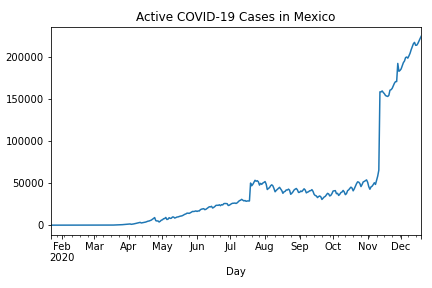 Active COVID-19 Cases in Mexico
200000
150000
100000
50000
0
Feb Mar Apr May Jun Jul Aug Sep Oct Nov Dec
2020
Day